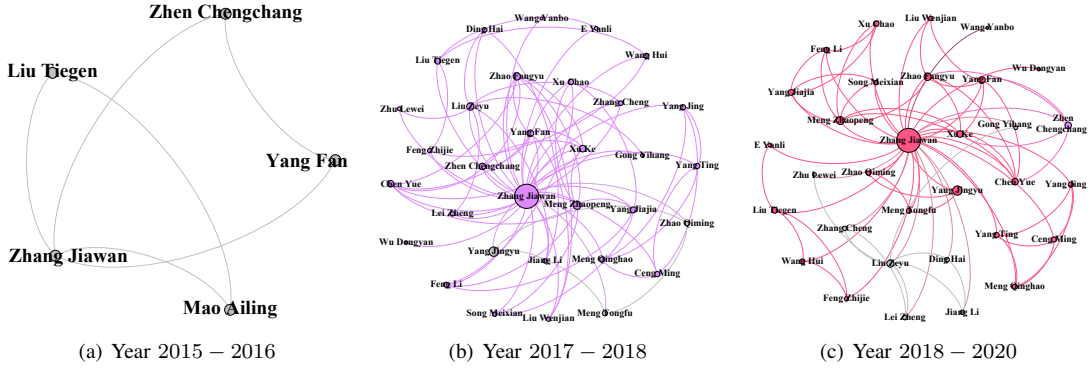 Zhen Chengchang
Liu Tiegen
Yang Fan
Zhang Jiawan
Mao Ailing
(a) Year 2015 − 2016
Wang Yanbo
Ding Hai
E Yanli
Liu Tiegen
Wang Hui
Zhao Fangyu
Xu Chao
Zhu Lewei
Liu Zeyu
Zhang Cheng
Yang Jing
Yang Fan
Feng Zhijie
Xu Ke
Gong Yihang
Zhen Chengchang
Yang Ting
Chen Yue
Zhang Jiawan
Meng Zhaopeng
Yang Jiajia
Lei Zheng
Zhao Qiming
Wu Dongyan
Yang Jingyu
Jiang Li
Meng Qinghao
Ceng Ming
Feng Li
Song Meixian
Liu Wenjian
Meng Tongfu
(b) Year 2017 − 2018
Xu Chao
Liu Wenjian
Wang Yanbo
Feng Li
Wu Dongyan
Song Meixian
Zhao Fangyu
Yang Fan
Yang Jiajia
Meng Zhaopeng
Gong Yihang
Zhen
Chengchang
Xu Ke
Zhang Jiawan
E Yanli
Zhu Lewei
Zhao Qiming
Chen Yue
Yang Jing
Yang Jingyu
Liu Tiegen
Meng Tongfu
Zhang Cheng
Yang Ting
Ceng Ming
Wang Hui
Liu Zeyu
Ding Hai
Meng Qinghao
Feng Zhijie
Lei Zheng
Jiang Li
(c) Year 2018 − 2020